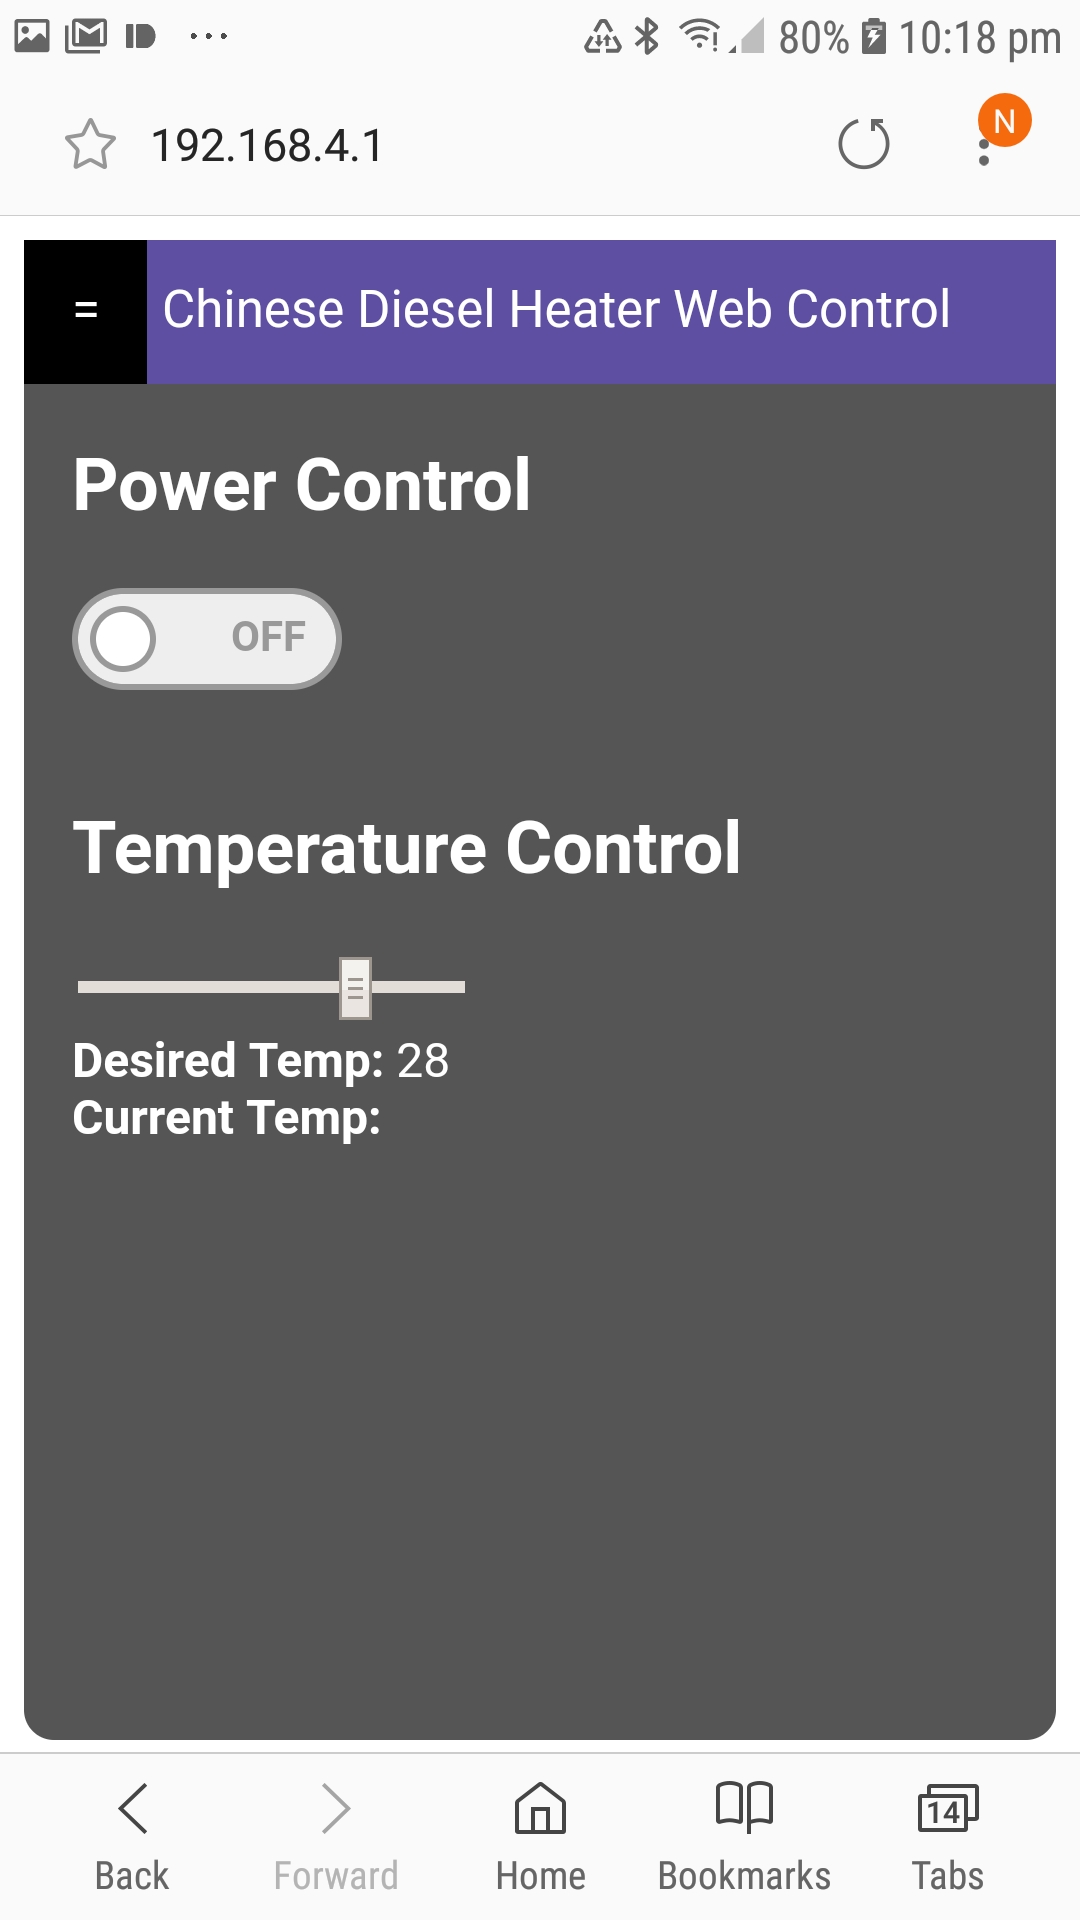 80% 10:18 pm
192.168.4.1
N
= Chinese Diesel Heater Web Control
Power Control
OFF
Temperature Control
Desired Temp: 28
Current Temp:
14
Back Forward Home Bookmarks Tabs